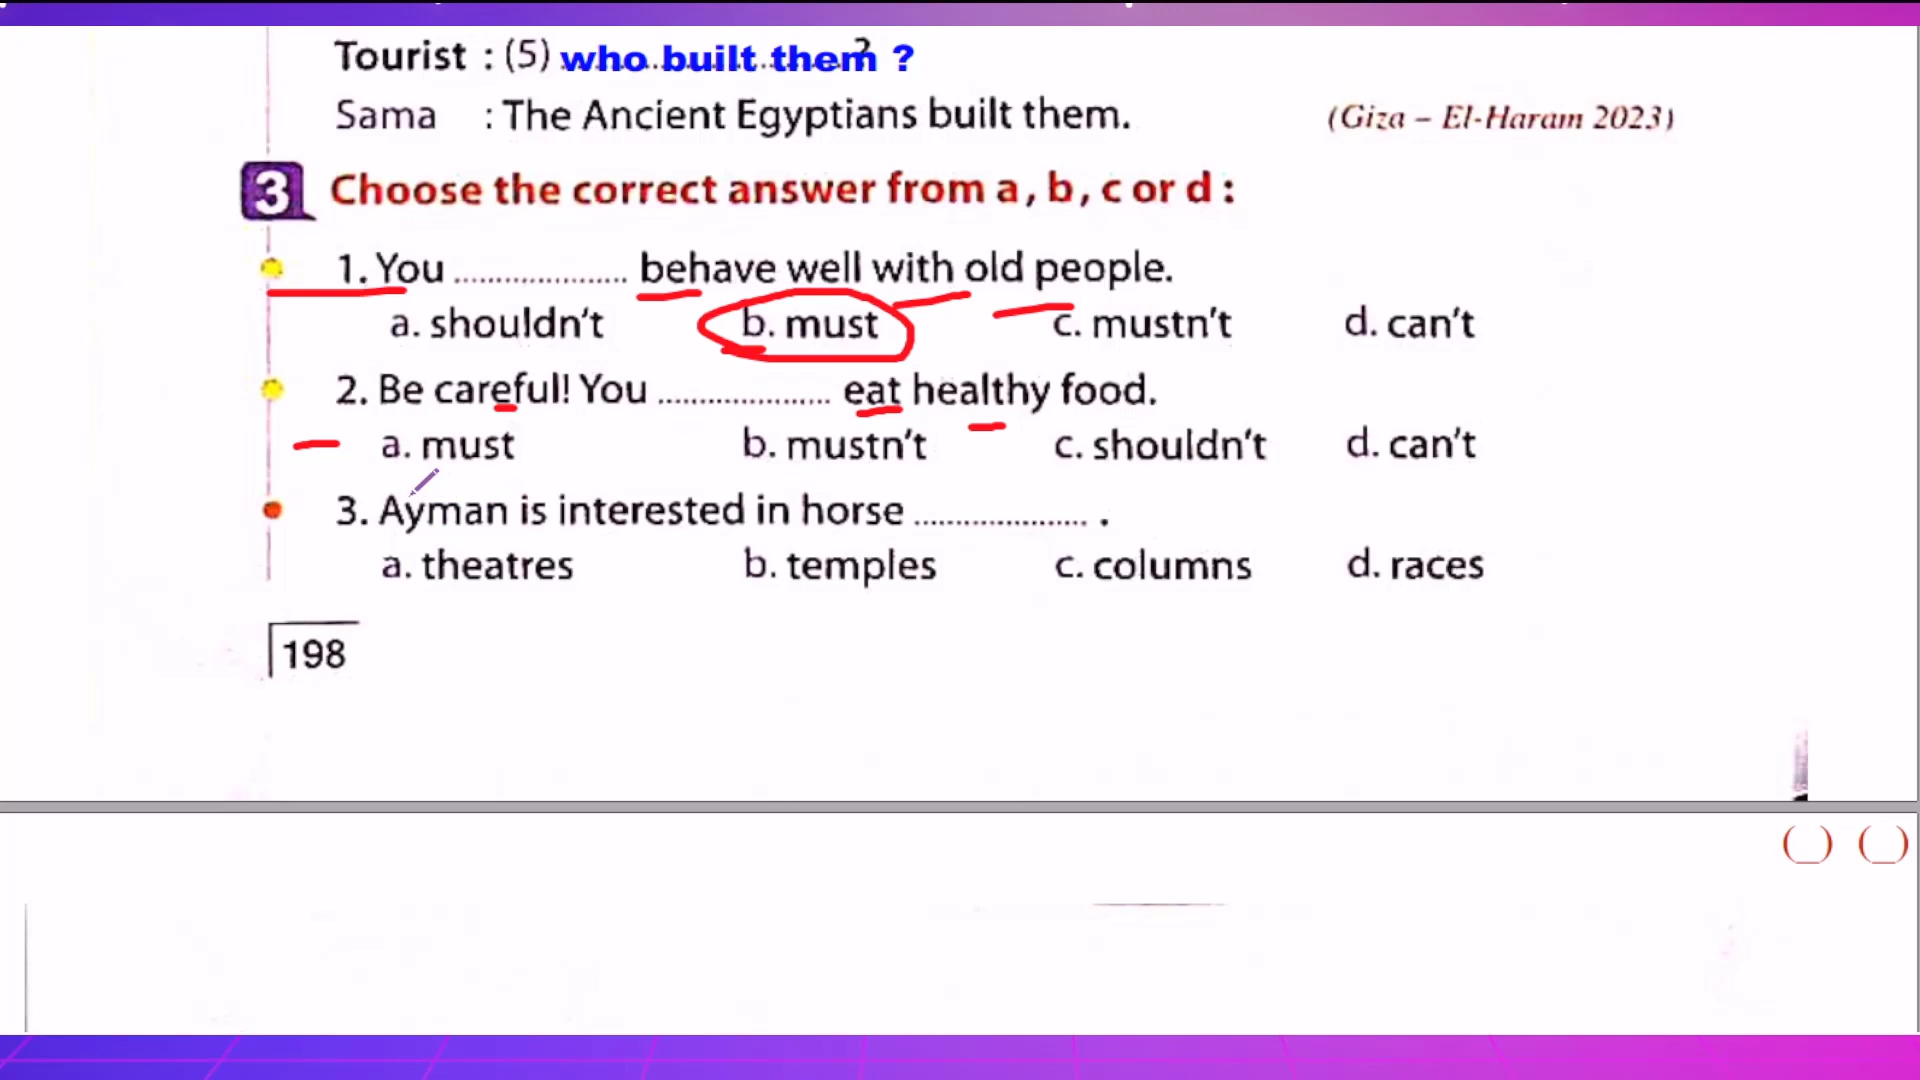 Tourist : (5) who built them ?
Sama : The Ancient Egyptians built them. (Giza – El-Haram 2023)
3 Choose the correct answer from a , b , c or d :
1. You .................... behave well with old people.
a. shouldn't b. must c. mustn't d. can't
2. Be careful! You .................... eat healthy food.
a. must b. mustn't c. shouldn't d. can't
3. Ayman is interested in horse .................... .
a. theatres b. temples c. columns d. races
198
(_) (_)